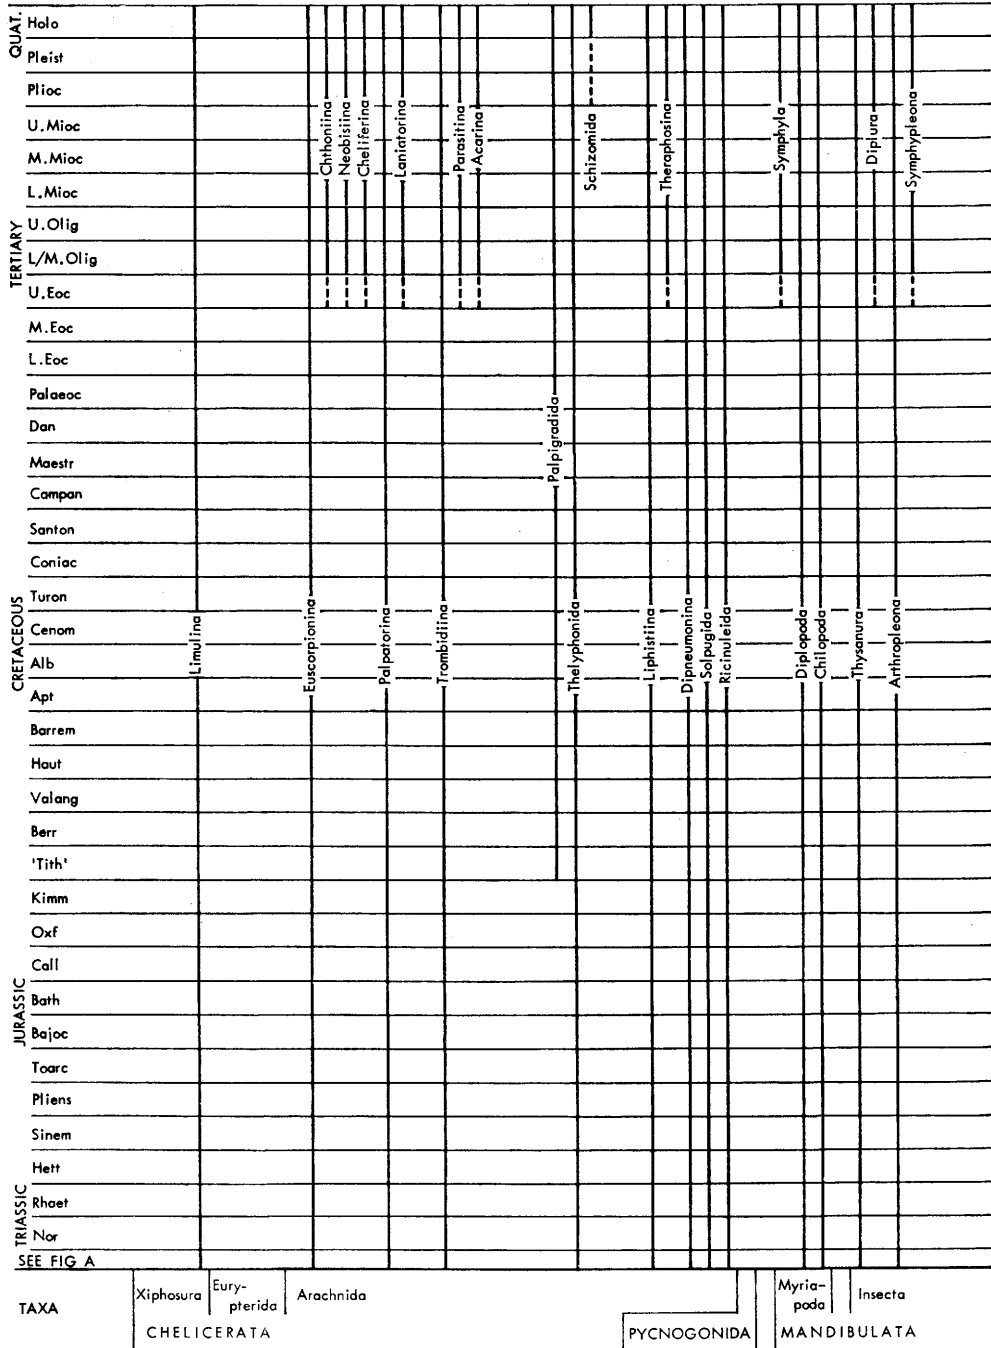 QUAT.
Holo
Pleist
TERTIARY
Plioc
U.Mioc
M.Mioc
L.Mioc
U.Olig
L/M.Olig
U.Eoc
M.Eoc
L.Eoc
Palaeoc
Dan
CRETACEOUS
Maestr
Campan
Santon
Coniac
Turon
Cenom
Alb
Apt
Barrem
Haut
Valang
Berr
JURASSIC
'Tith'
Kimm
Oxf
Call
Bath
Bajoc
Toarc
Pliens
Sinem
Hett
TRIASSIC
Rhaet
Nor
SEE FIG A
Chthoniina
Neobisiina
Cheliferina
Laniatorina
Parasitina
Acarina
Schizomida
Theraphosina
Symphyla
Diplura
Symphypleona
Palpigradida
Limulina
Euscorpionina
Palpatorina
Trombidiina
Thelyphonida
Liphistiina
Dipneumonina
Solpugida
Ricinuleida
Diplopoda
Chilopoda
Thysanura
Arthropleona
TAXA
Xiphosura
Eury-
pterida
Arachnida
Myria-
poda
Insecta
CHELICERATA
PYCNOGONIDA
MANDIBULATA